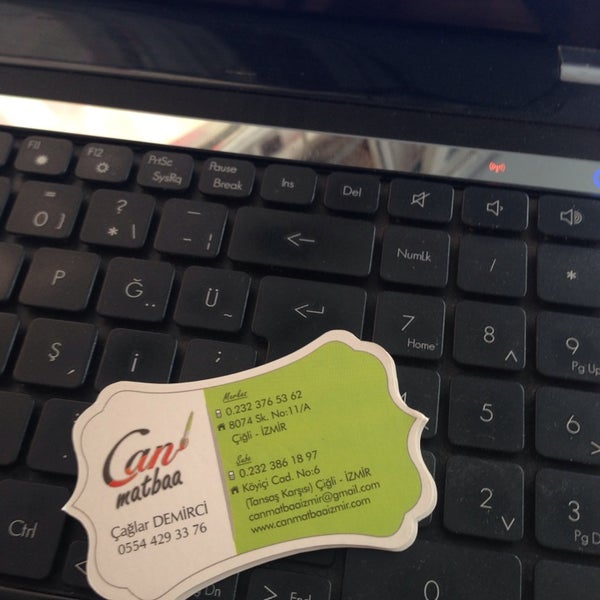 F11
F12
PrtSc
SysRq
Pause
Break
Ins
Del
=
0 }
?
* \
_
- |
NumLk
/
*
P
Ğ ..
Ü ~
7
Home
8
9
Pg Up
Ş
İ
;
5
6
Ctrl
2
3
Pg D
Dn
>
End
0
Can
matbaa
Çağlar DEMİRCİ
0554 429 33 76
Merkez
0.232 376 53 62
8074 Sk. No:11/A
Çiğli - İZMİR
Şube
0.232 386 18 97
Köyiçi Cad. No:6
(Tansaş Karşısı) Çiğli - İZMİR
canmatbaaizmir@gmail.com
www.canmatbaaizmir.com